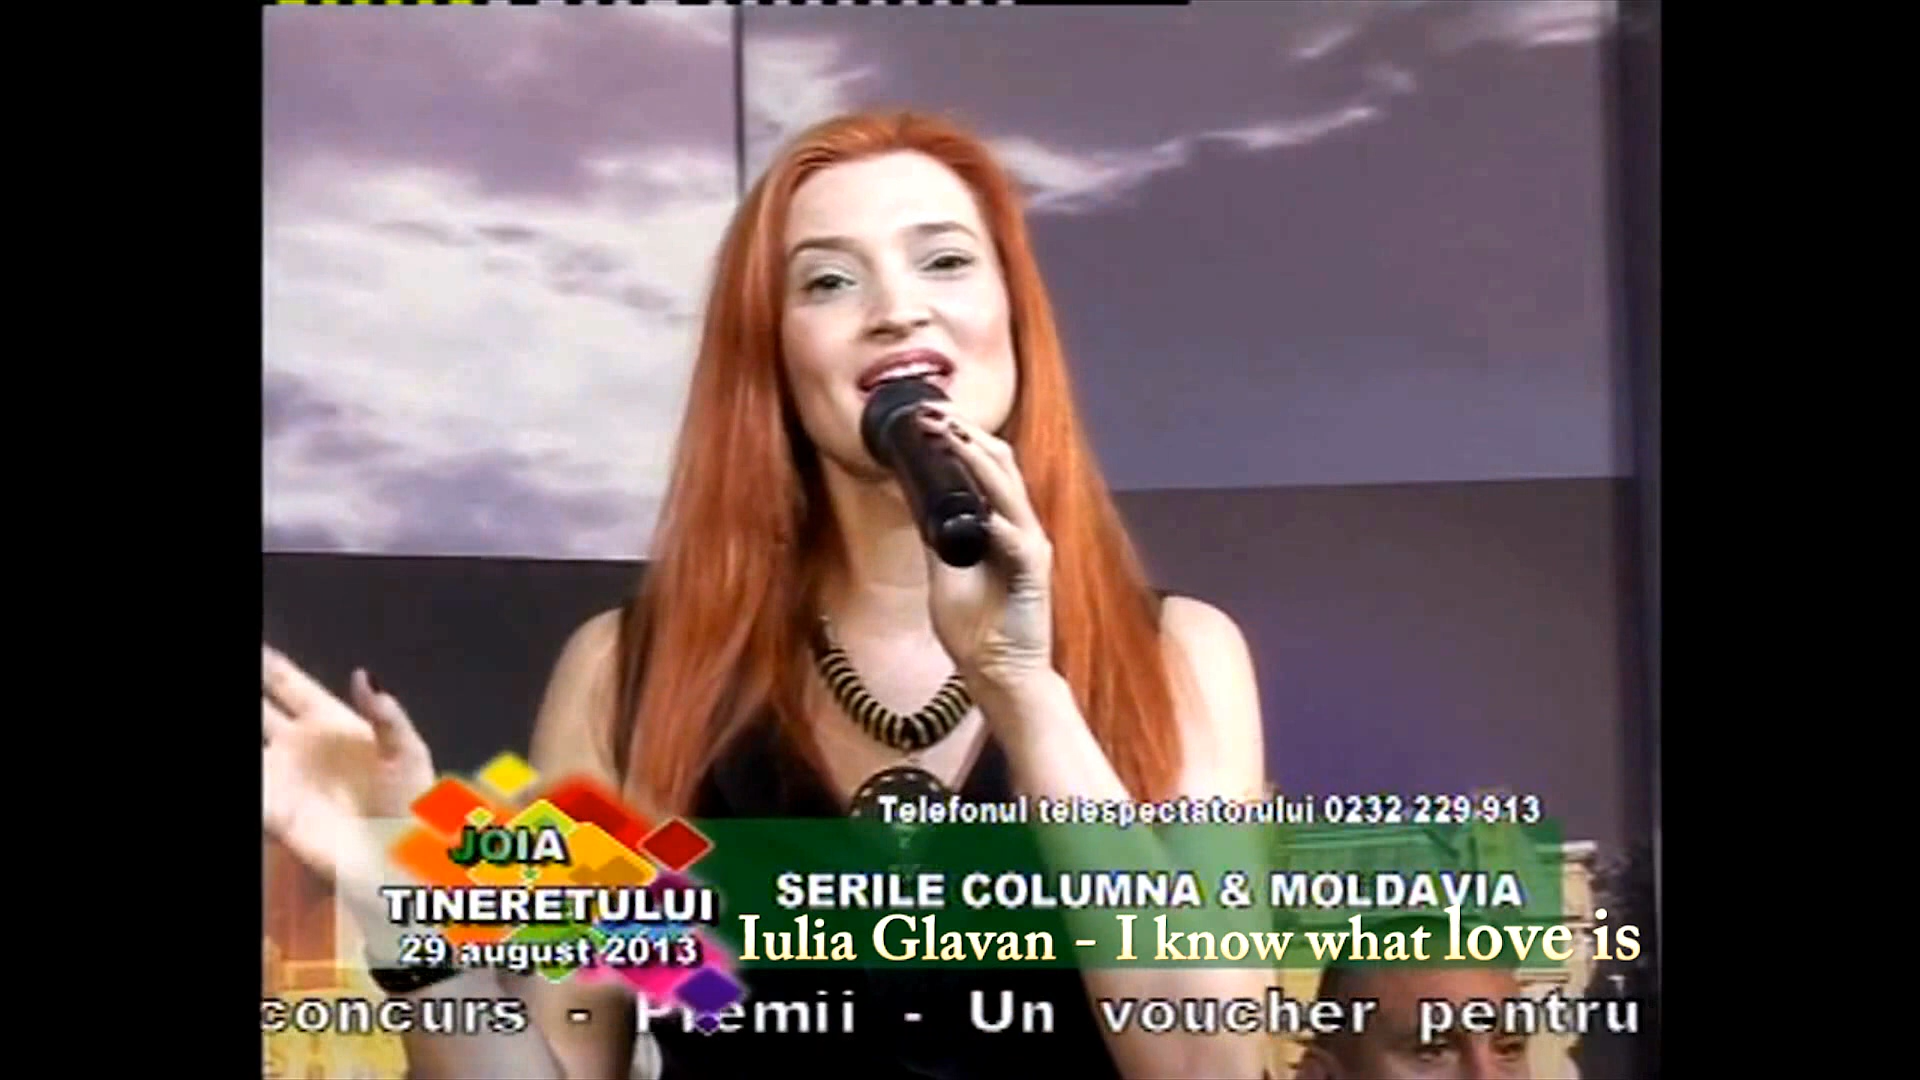 Telefonul telespectatorului 0232 229 913
JOIA
TINERETULUI
29 august 2013
SERILE COLUMNA & MOLDAVIA
Iulia Glavan - I know what love is
concurs - Premii - Un voucher pentru